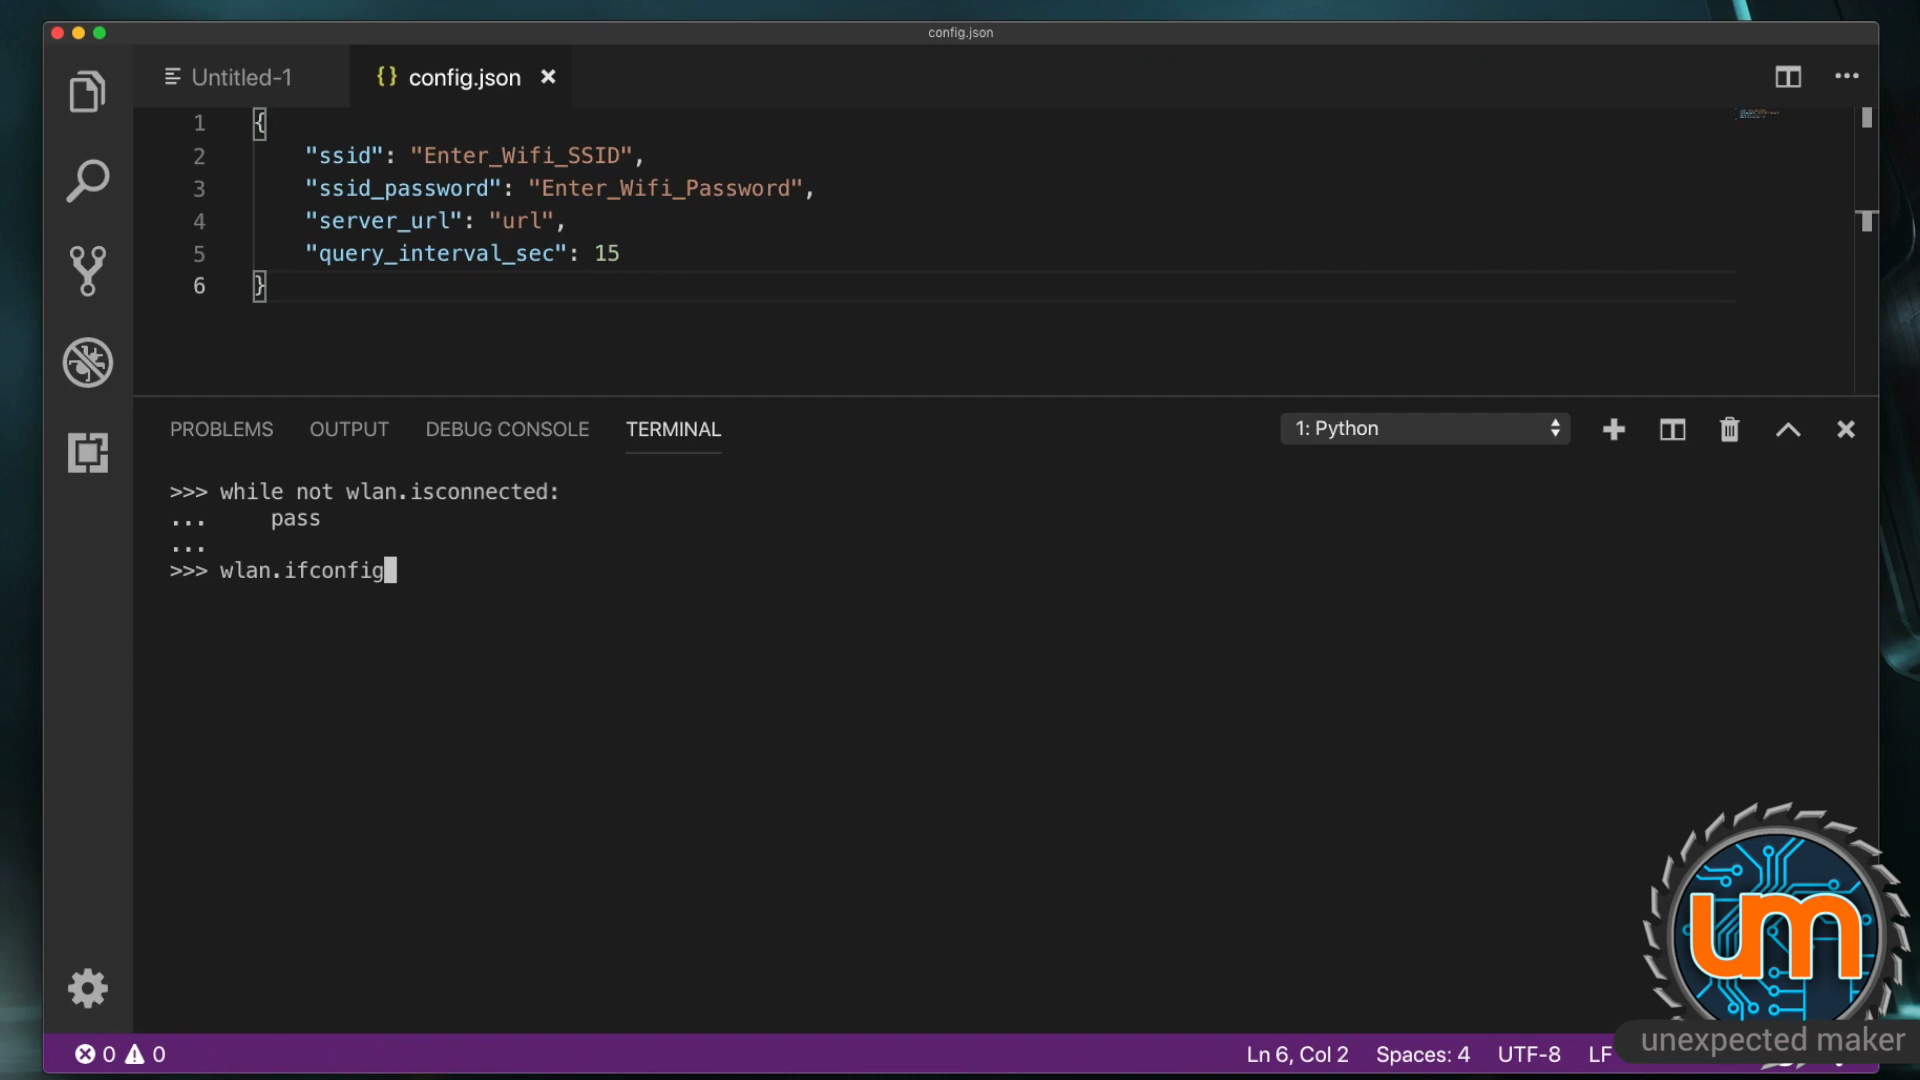 config.json
Untitled-1
{} config.json
1 {
2 "ssid": "Enter_Wifi_SSID",
3 "ssid_password": "Enter_Wifi_Password",
4 "server_url": "url",
5 "query_interval_sec": 15
6 }
PROBLEMS OUTPUT DEBUG CONSOLE TERMINAL 1: Python
>>> while not wlan.isconnected:
... pass
...
>>> wlan.ifconfig
um
unexpected maker
0 0 Ln 6, Col 2 Spaces: 4 UTF-8 LF